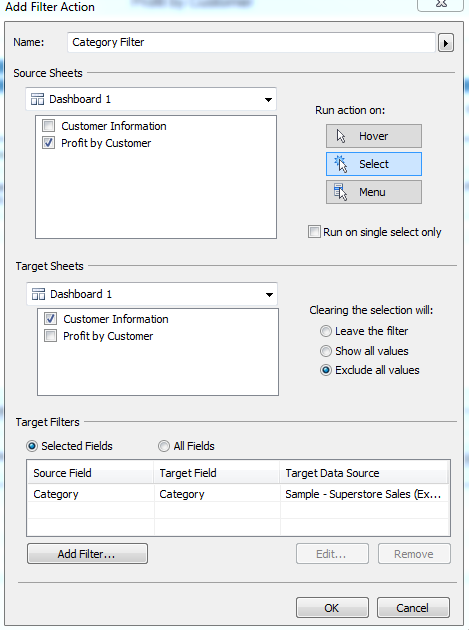 Profit by Customer
Add Filter Action
Name: Category Filter
Source Sheets
Dashboard 1
Customer Information
Profit by Customer
Run action on:
Hover
Select
Menu
Run on single select only
Target Sheets
Dashboard 1
Customer Information
Profit by Customer
Clearing the selection will:
Leave the filter
Show all values
Exclude all values
Target Filters
Selected Fields All Fields
Source Field Target Field Target Data Source
Category Category Sample - Superstore Sales (Ex...
Add Filter... Edit... Remove
OK Cancel